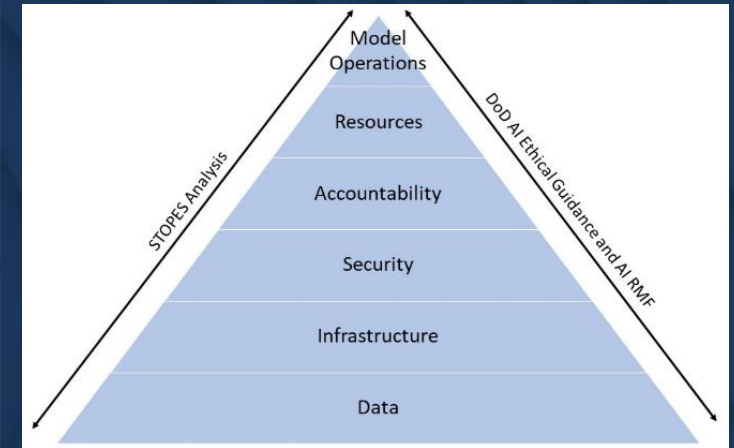 Model
Operations
Resources
Accountability
Security
Infrastructure
Data
STOPES Analysis
DoD AI Ethical Guidance and AI RMF